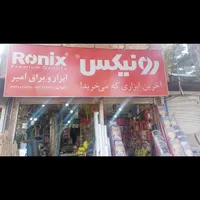 Ronix
Premium Quality
ابزار و یراق امیر
رونیکس
آخرین ابزاری که می‌خرید!